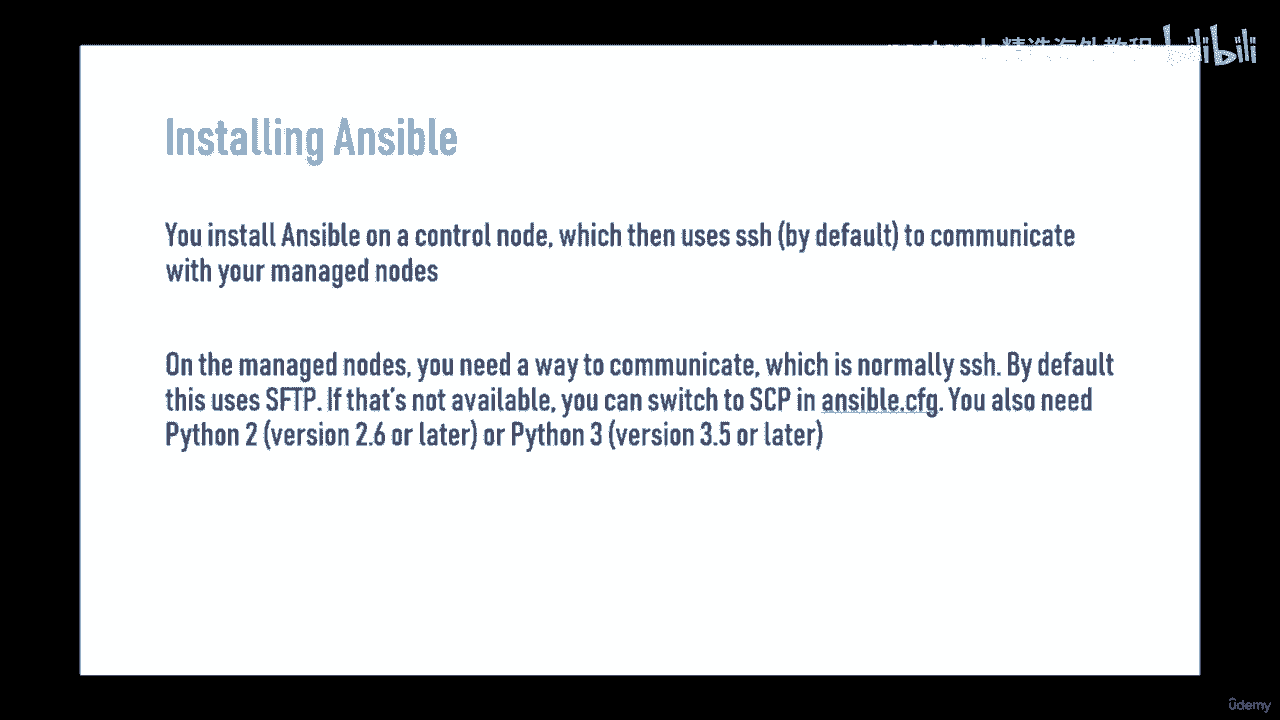 精选海外教程 bilibili
Installing Ansible
You install Ansible on a control node, which then uses ssh (by default) to communicate
with your managed nodes
On the managed nodes, you need a way to communicate, which is normally ssh. By default
this uses SFTP. If that's not available, you can switch to SCP in ansible.cfg. You also need
Python 2 (version 2.6 or later) or Python 3 (version 3.5 or later)
ûdemy